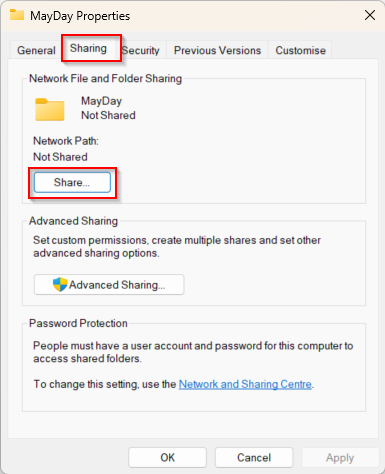 MayDay Properties
General
Sharing
Security
Previous Versions
Customise
Network File and Folder Sharing
MayDay
Not Shared
Network Path:
Not Shared
Share...
Advanced Sharing
Set custom permissions, create multiple shares and set other
advanced sharing options.
Advanced Sharing...
Password Protection
People must have a user account and password for this computer to
access shared folders.
To change this setting, use the Network and Sharing Centre.
OK
Cancel
Apply